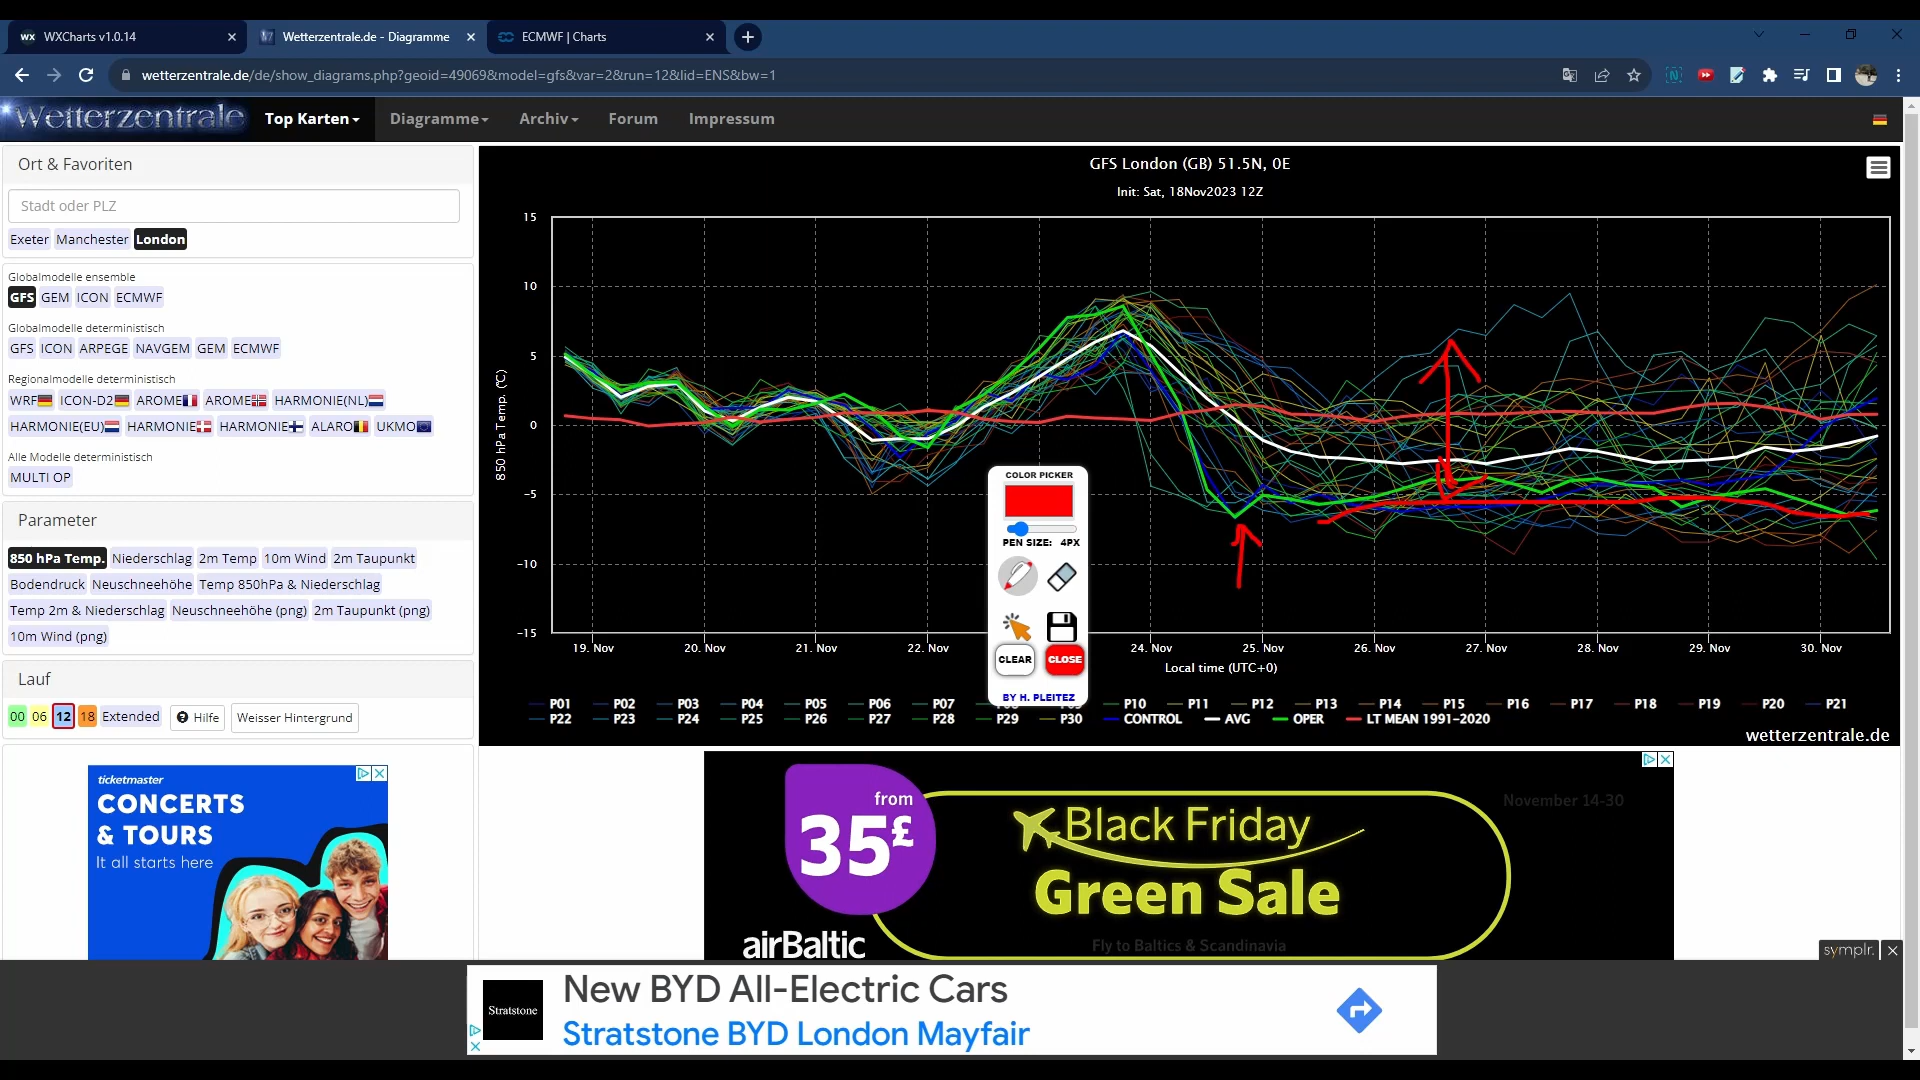 WX WXCharts v1.0.14
Wetterzentrale.de - Diagramme
ECMWF | Charts
wetterzentrale.de/de/show_diagrams.php?geoid=49069&model=gfs&var=2&run=12&lid=ENS&bw=1
Wetterzentrale
Top Karten
Diagramme
Archiv
Forum
Impressum
Ort & Favoriten
Stadt oder PLZ
Exeter Manchester London
Globalmodelle ensemble
GFS GEM ICON ECMWF
Globalmodelle deterministisch
GFS ICON ARPEGE NAVGEM GEM ECMWF
Regionalmodelle deterministisch
WRF ICON-D2 AROME AROME HARMONIE(NL)
HARMONIE(EU) HARMONIE HARMONIE ALARO UKMO
Alle Modelle deterministisch
MULTI OP
Parameter
850 hPa Temp. Niederschlag 2m Temp 10m Wind 2m Taupunkt
Bodendruck Neuschneehöhe Temp 850hPa & Niederschlag
Temp 2m & Niederschlag Neuschneehöhe (png) 2m Taupunkt (png)
10m Wind (png)
Lauf
00 06 12 18 Extended Hilfe Weisser Hintergrund
GFS London (GB) 51.5N, 0E
Init: Sat, 18Nov2023 12Z
850 hPa Temp. (°C)
15
10
5
0
-5
-10
-15
19. Nov 20. Nov 21. Nov 22. Nov 24. Nov 25. Nov 26. Nov 27. Nov 28. Nov 29. Nov 30. Nov
Local time (UTC+0)
COLOR PICKER
PEN SIZE: 4PX
CLEAR CLOSE
BY H. PLEITEZ
P01 P02 P03 P04 P05 P06 P07 P10 P11 P12 P13 P14 P15 P16 P17 P18 P19 P20 P21
P22 P23 P24 P25 P26 P27 P28 P29 P30 CONTROL AVG OPER LT MEAN 1991-2020
wetterzentrale.de
ticketmaster
CONCERTS
& TOURS
It all starts here
from
35£
Black Friday
Green Sale
November 14-30
airBaltic
Fly to Baltics & Scandinavia
symplr.
Stratstone
New BYD All-Electric Cars
Stratstone BYD London Mayfair